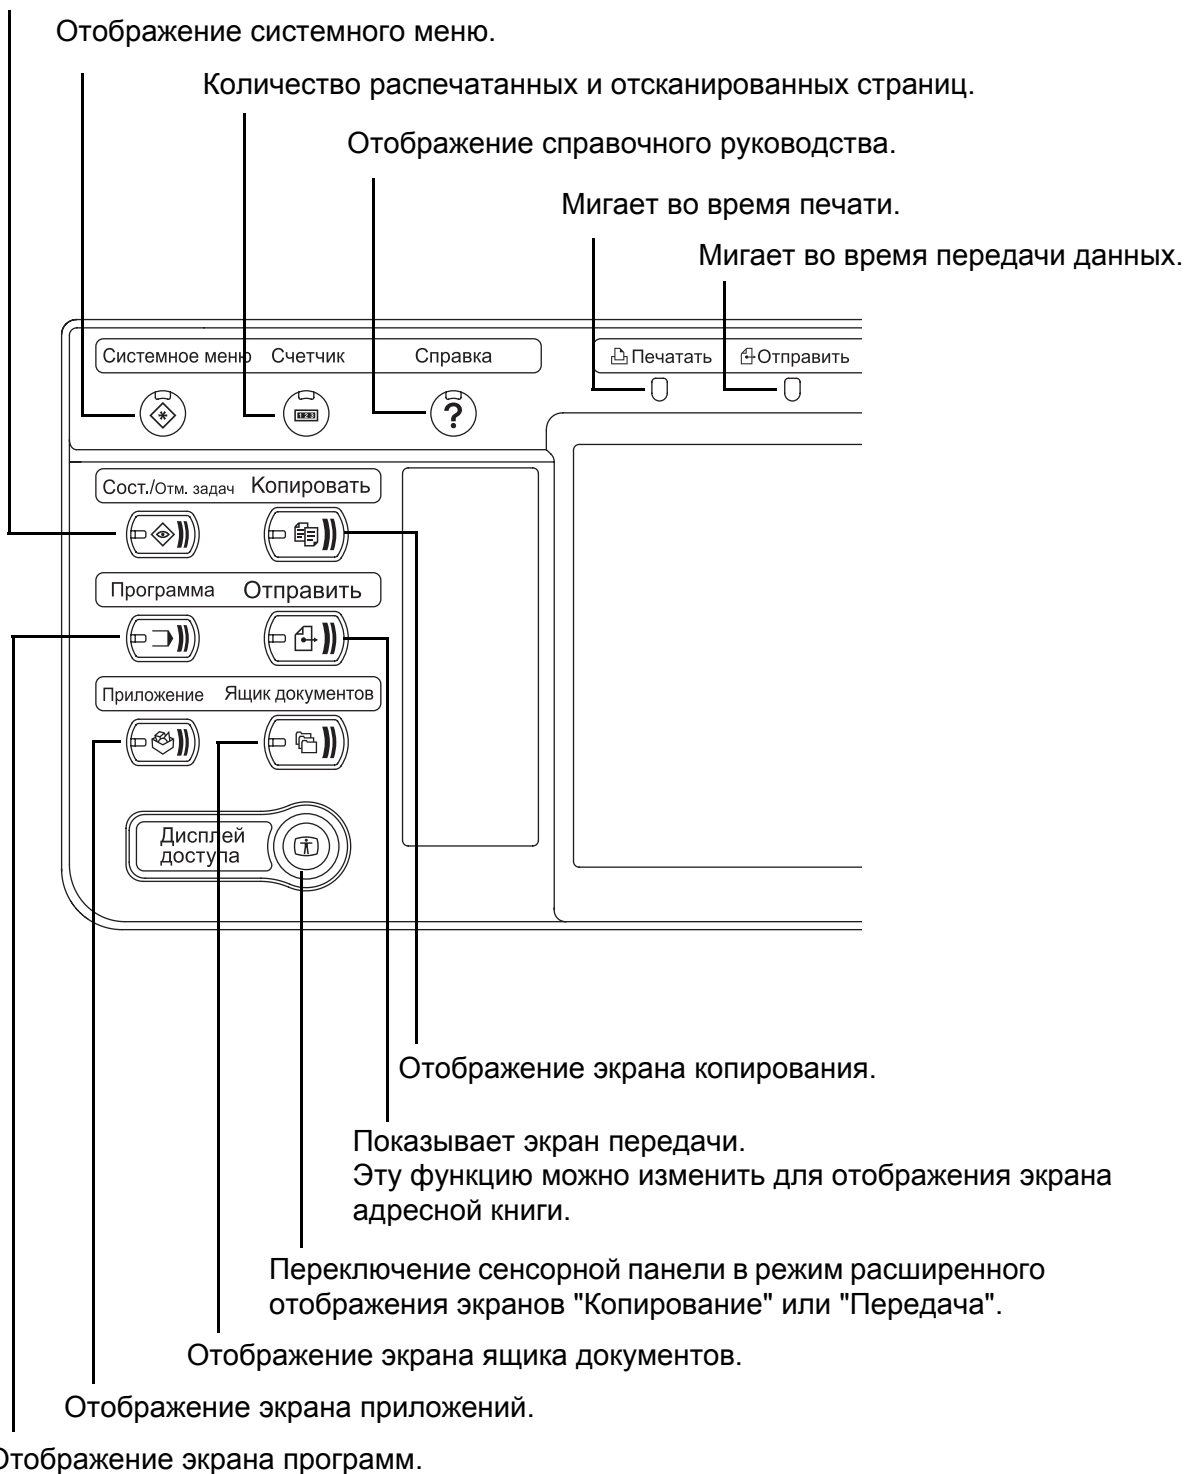 Отображение системного меню.
Количество распечатанных и отсканированных страниц.
Отображение справочного руководства.
Мигает во время печати.
Мигает во время передачи данных.
Системное меню Счетчик Справка
Печатать Отправить
123
?
Сост./Отм. задач Копировать
Программа Отправить
Приложение Ящик документов
Дисплей
доступа
Отображение экрана копирования.
Показывает экран передачи.
Эту функцию можно изменить для отображения экрана
адресной книги.
Переключение сенсорной панели в режим расширенного
отображения экранов "Копирование" или "Передача".
Отображение экрана ящика документов.
Отображение экрана приложений.
Отображение экрана программ.